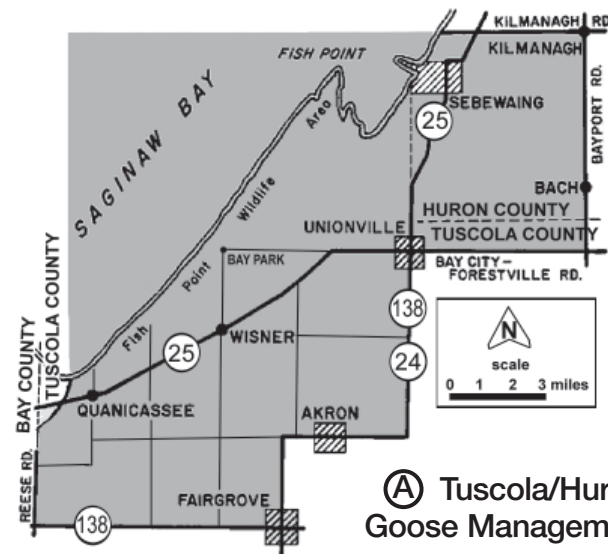 KILMANAGH RD.
KILMANAGH
FISH POINT
SAGINAW BAY
SEBEWAING
25
BAYPORT RD.
Fish Point Wildlife Area
BACH
HURON COUNTY
TUSCOLA COUNTY
UNIONVILLE
BAY PARK
BAY CITY–
FORESTVILLE RD.
BAY COUNTY
TUSCOLA COUNTY
138
N
scale
0 1 2 3 miles
WISNER
25
24
QUANICASSEE
AKRON
REESE RD.
FAIRGROVE
138
A Tuscola/Hur
Goose Managem